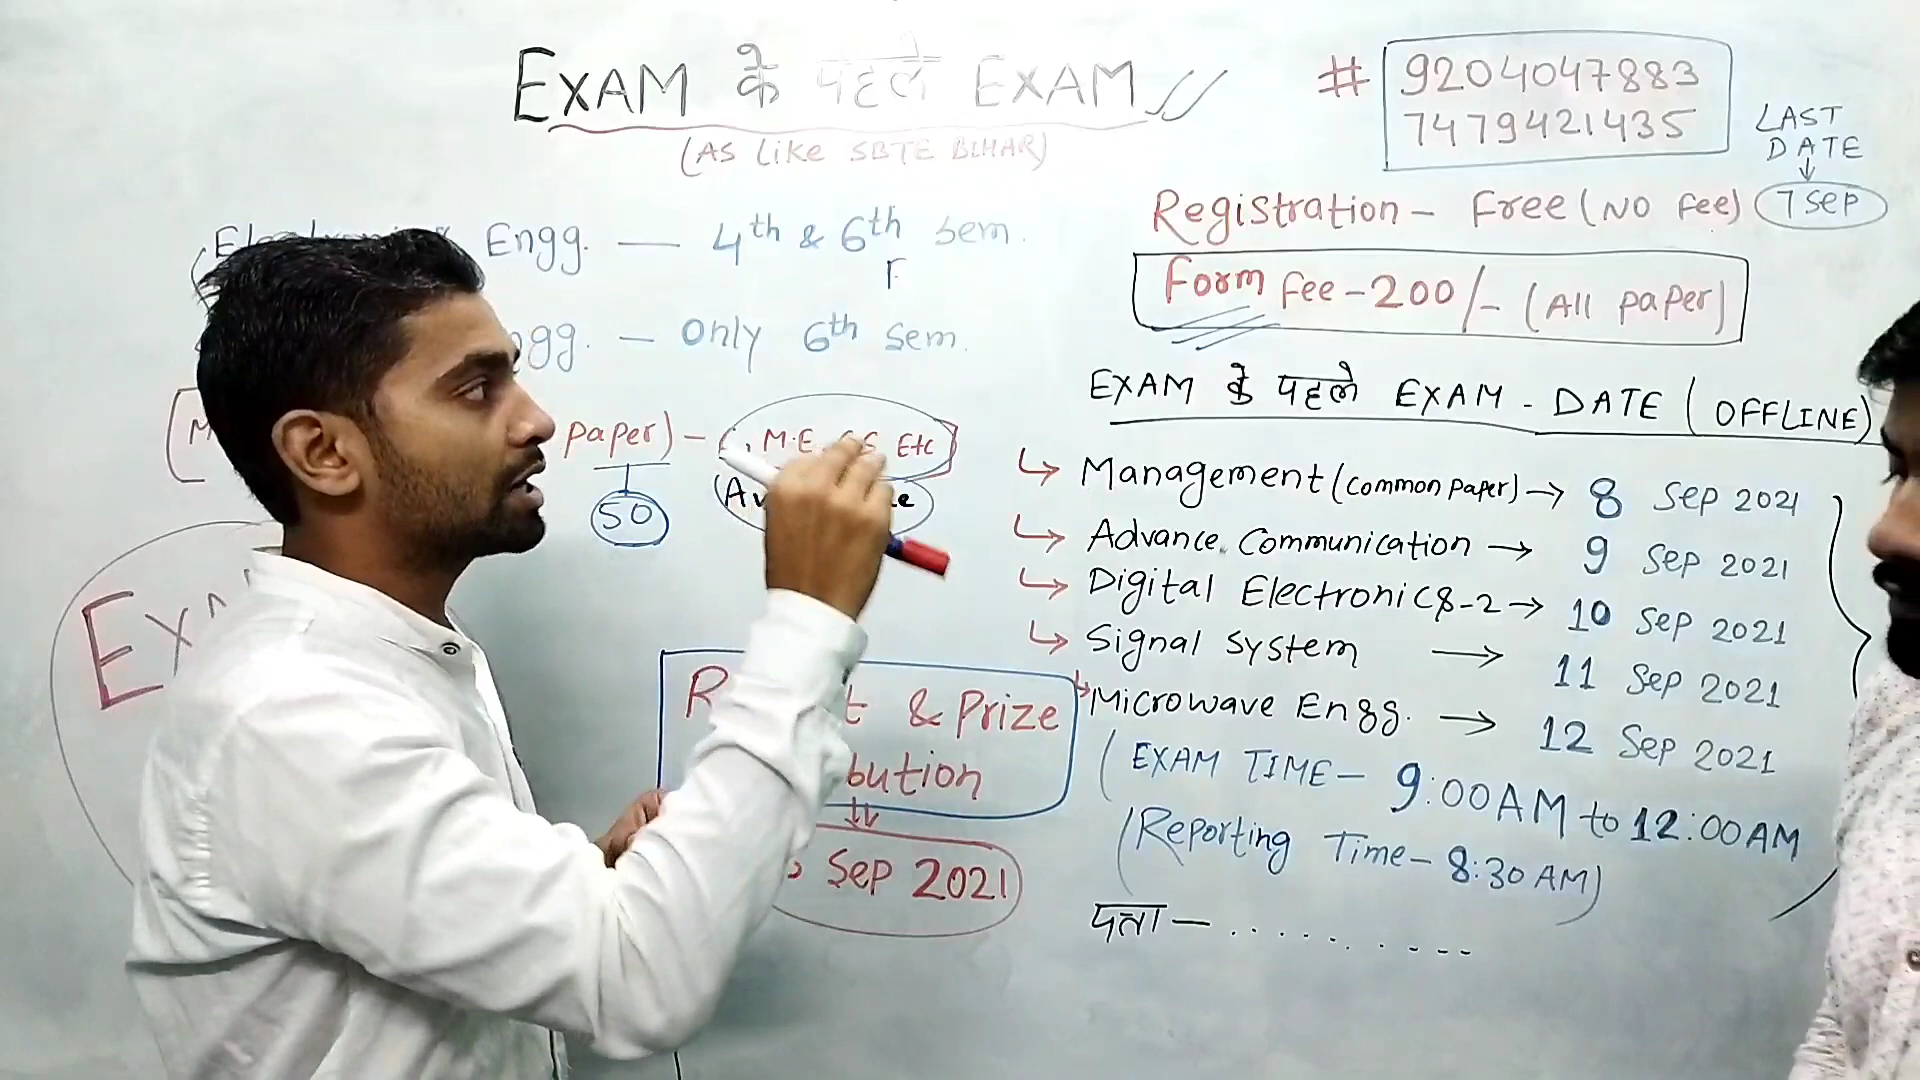 EXAM के पहले EXAM
(AS Like SBTE BIHAR)
Engg. — 4th & 6th Sem.
F
— Only 6th Sem.
paper) – M.E Etc
50
# 9204047883
7479421435
LAST
DATE
↓
7 Sep
Registration – Free (NO Fee)
Form Fee – 200/- (All paper)
EXAM के पहले EXAM - DATE (OFFLINE)
↳ Management (common paper) → 8 Sep 2021
↳ Advance Communication → 9 Sep 2021
↳ Digital Electronics-2 → 10 Sep 2021
↳ Signal System → 11 Sep 2021
↳ Microwave Engg. → 12 Sep 2021
(EXAM TIME – 9:00AM to 12:00AM
(Reporting Time – 8:30 AM)
पता – . . . . . . . . - - -
& Prize
↓↓
Sep 2021